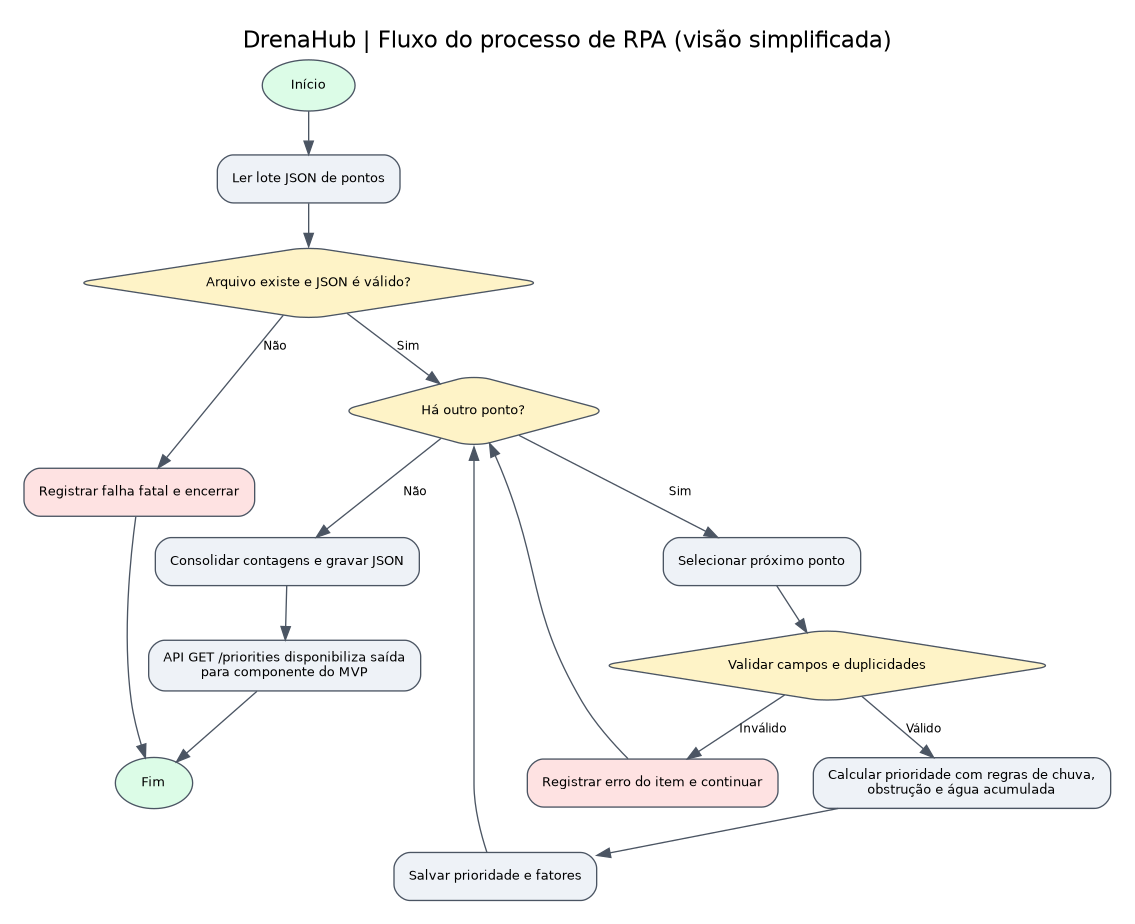 DrenaHub | Fluxo do processo de RPA (visão simplificada)
Início
Ler lote JSON de pontos
Arquivo existe e JSON é válido?
Não
Sim
Há outro ponto?
Registrar falha fatal e encerrar
Não
Sim
Consolidar contagens e gravar JSON
Selecionar próximo ponto
API GET /priorities disponibiliza saída
para componente do MVP
Validar campos e duplicidades
Inválido
Válido
Fim
Registrar erro do item e continuar
Calcular prioridade com regras de chuva,
obstrução e água acumulada
Salvar prioridade e fatores